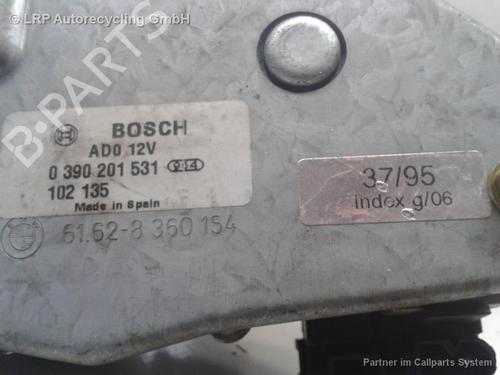 © LRP Autorecycling GmbH
B-PARTS
BOSCH
AD0 12V
0 390 201 531
102 135
Made in Spain
61.62-8 360 154
37/95
index g/06
Partner im Callparts System